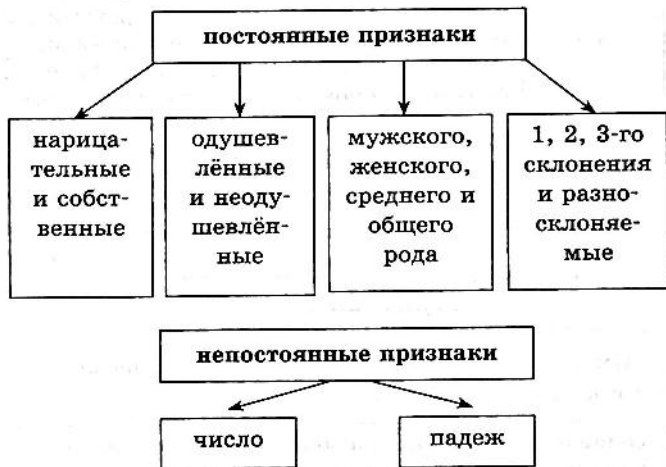 постоянные признаки
нарица-
тельные
и собст-
венные
одушев-
лённые
и неоду-
шевлён-
ные
мужского,
женского,
среднего и
общего
рода
1, 2, 3-го
склонения
и разно-
склоняе-
мые
непостоянные признаки
число
падеж